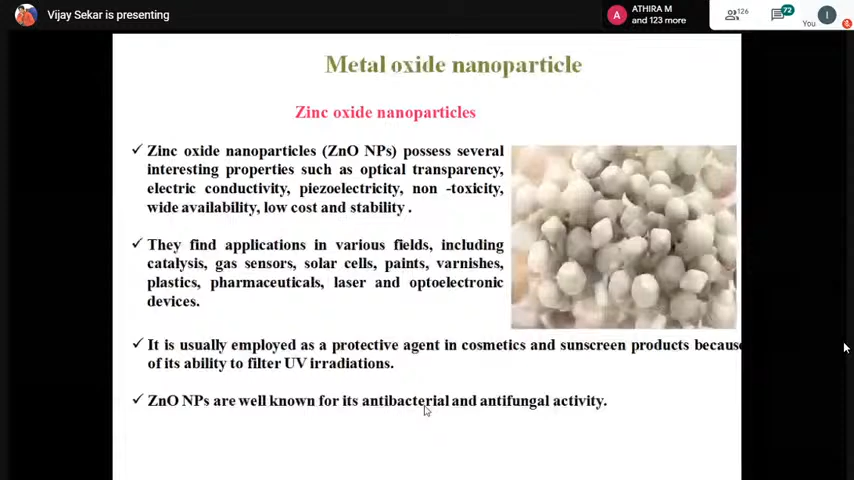 Vijay Sekar is presenting
A
ATHIRA M
and 123 more
126
72
You
I
Metal oxide nanoparticle
Zinc oxide nanoparticles
✓ Zinc oxide nanoparticles (ZnO NPs) possess several
interesting properties such as optical transparency,
electric conductivity, piezoelectricity, non -toxicity,
wide availability, low cost and stability .
✓ They find applications in various fields, including
catalysis, gas sensors, solar cells, paints, varnishes,
plastics, pharmaceuticals, laser and optoelectronic
devices.
✓ It is usually employed as a protective agent in cosmetics and sunscreen products because
of its ability to filter UV irradiations.
✓ ZnO NPs are well known for its antibacterial and antifungal activity.